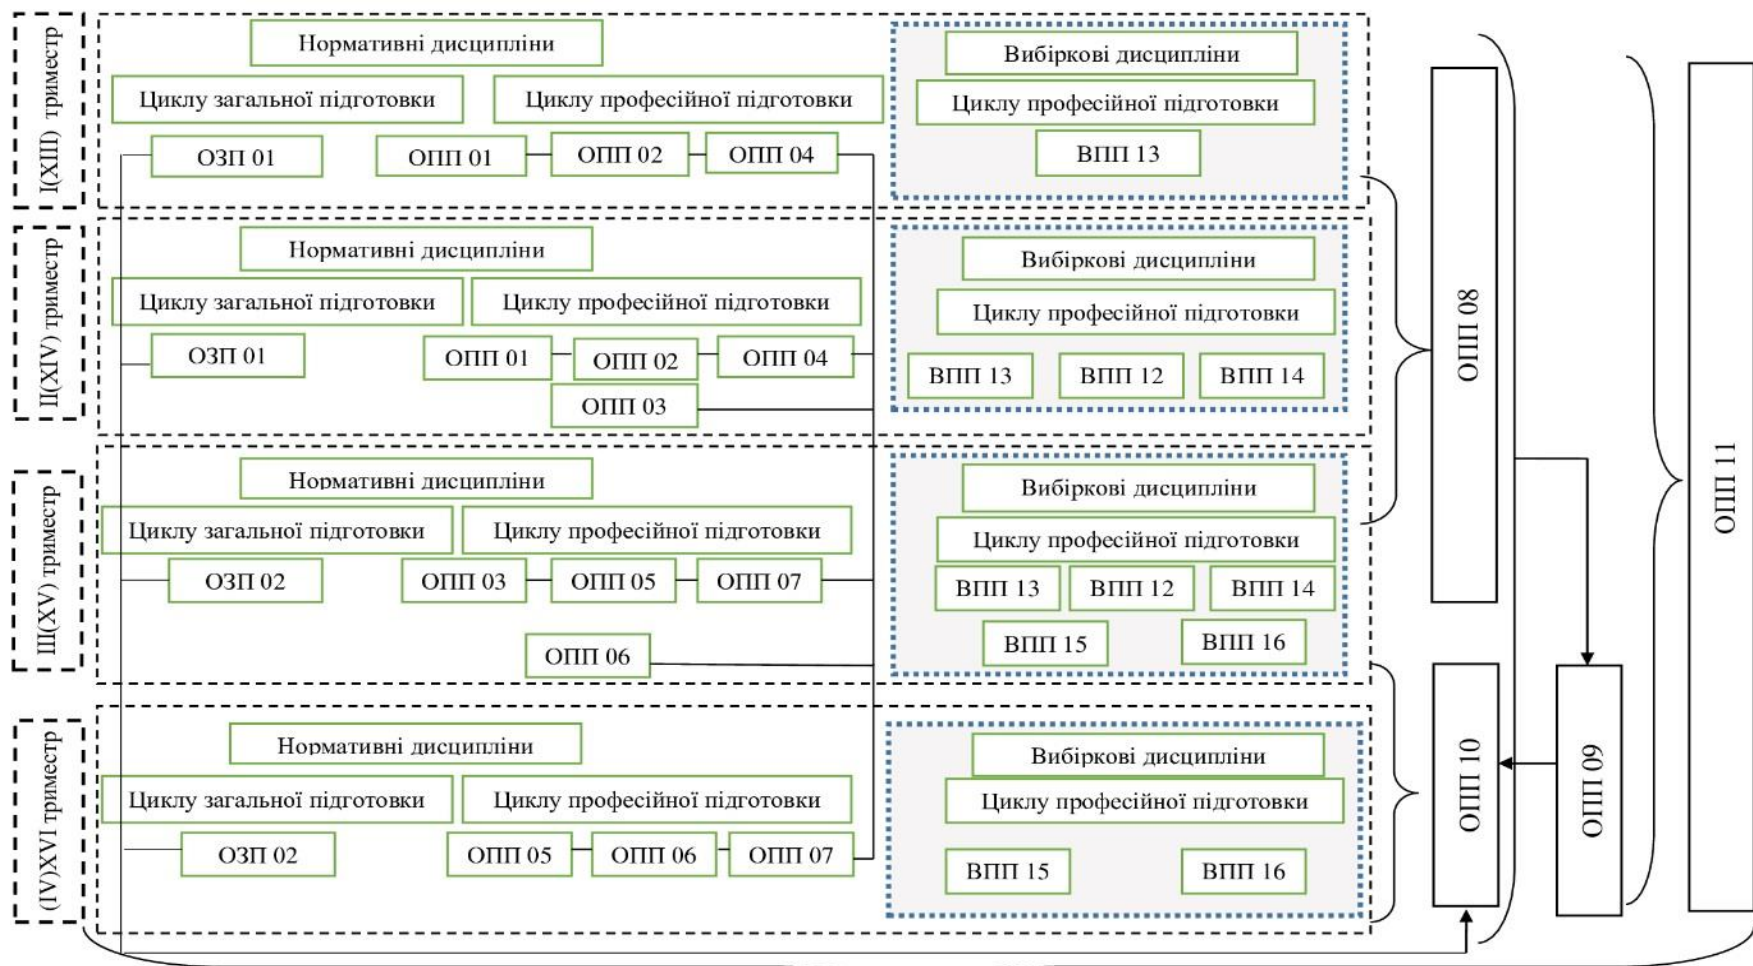 I(XIII) триместр
Нормативні дисципліни
Циклу загальної підготовки
Циклу професійної підготовки
ОЗП 01
ОПП 01
ОПП 02
ОПП 04
Вибіркові дисципліни
Циклу професійної підготовки
ВПП 13
II(XIV) триместр
Нормативні дисципліни
Циклу загальної підготовки
Циклу професійної підготовки
ОЗП 01
ОПП 01
ОПП 02
ОПП 04
ОПП 03
Вибіркові дисципліни
Циклу професійної підготовки
ВПП 13
ВПП 12
ВПП 14
III(XV) триместр
Нормативні дисципліни
Циклу загальної підготовки
Циклу професійної підготовки
ОЗП 02
ОПП 03
ОПП 05
ОПП 07
ОПП 06
Вибіркові дисципліни
Циклу професійної підготовки
ВПП 13
ВПП 12
ВПП 14
ВПП 15
ВПП 16
(IV)XVI триместр
Нормативні дисципліни
Циклу загальної підготовки
Циклу професійної підготовки
ОЗП 02
ОПП 05
ОПП 06
ОПП 07
Вибіркові дисципліни
Циклу професійної підготовки
ВПП 15
ВПП 16
ОПП 08
ОПП 10
ОПП 09
ОПП 11